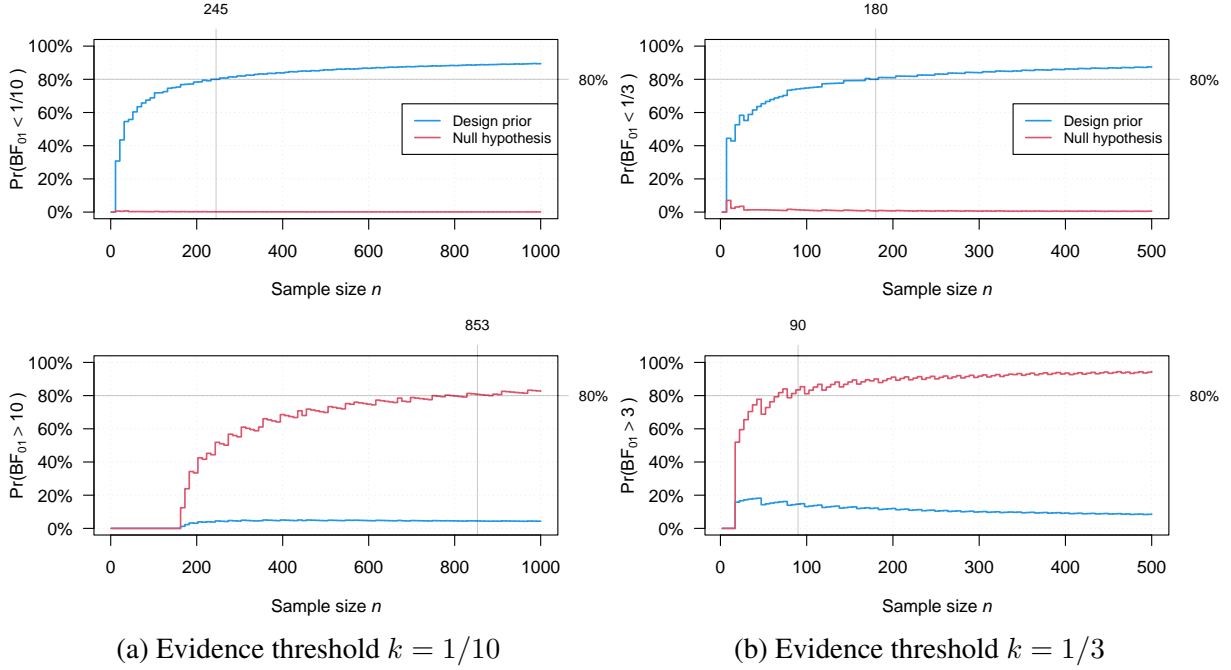 245
100%
80%
60%
40%
20%
0%
Pr(BF01 < 1/10)
80%
Design prior
Null hypothesis
0 200 400 600 800 1000
Sample size n
180
100%
80%
60%
40%
20%
0%
Pr(BF01 < 1/3)
80%
Design prior
Null hypothesis
0 100 200 300 400 500
Sample size n
853
100%
80%
60%
40%
20%
0%
Pr(BF01 > 10)
80%
0 200 400 600 800 1000
Sample size n
90
100%
80%
60%
40%
20%
0%
Pr(BF01 > 3)
80%
0 100 200 300 400 500
Sample size n
(a) Evidence threshold k = 1/10
(b) Evidence threshold k = 1/3